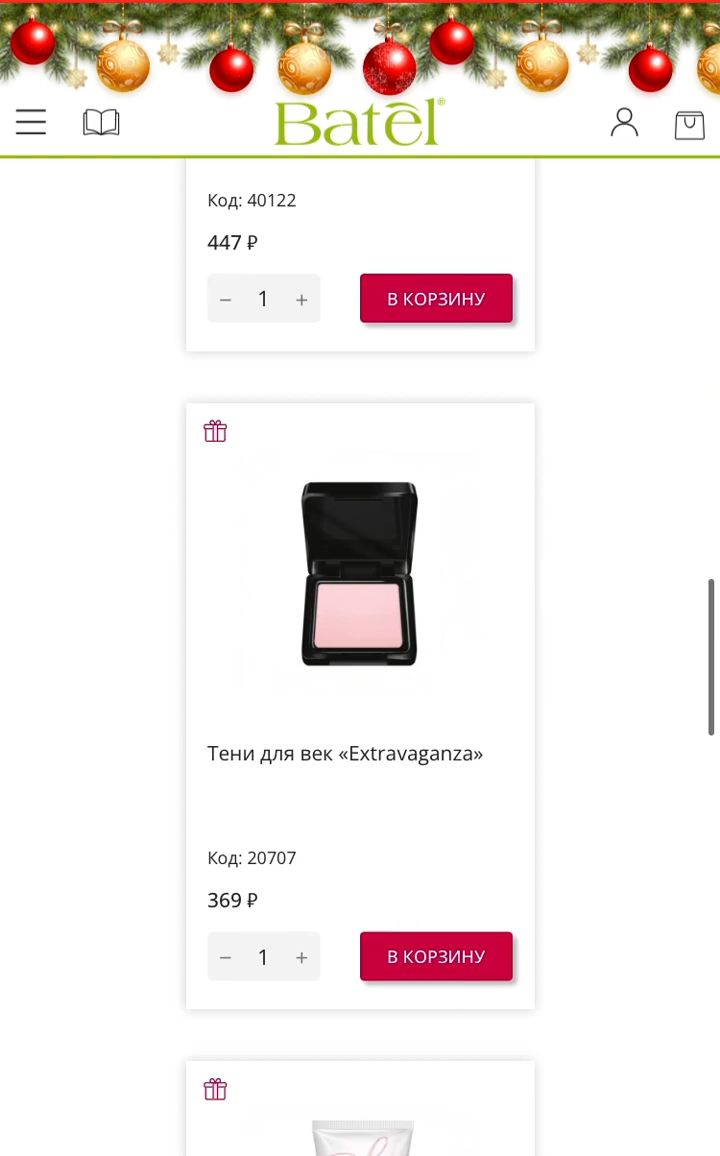 Batēl®
Код: 40122
447 ₽
− 1 +
В КОРЗИНУ
Тени для век «Extravaganza»
Код: 20707
369 ₽
− 1 +
В КОРЗИНУ